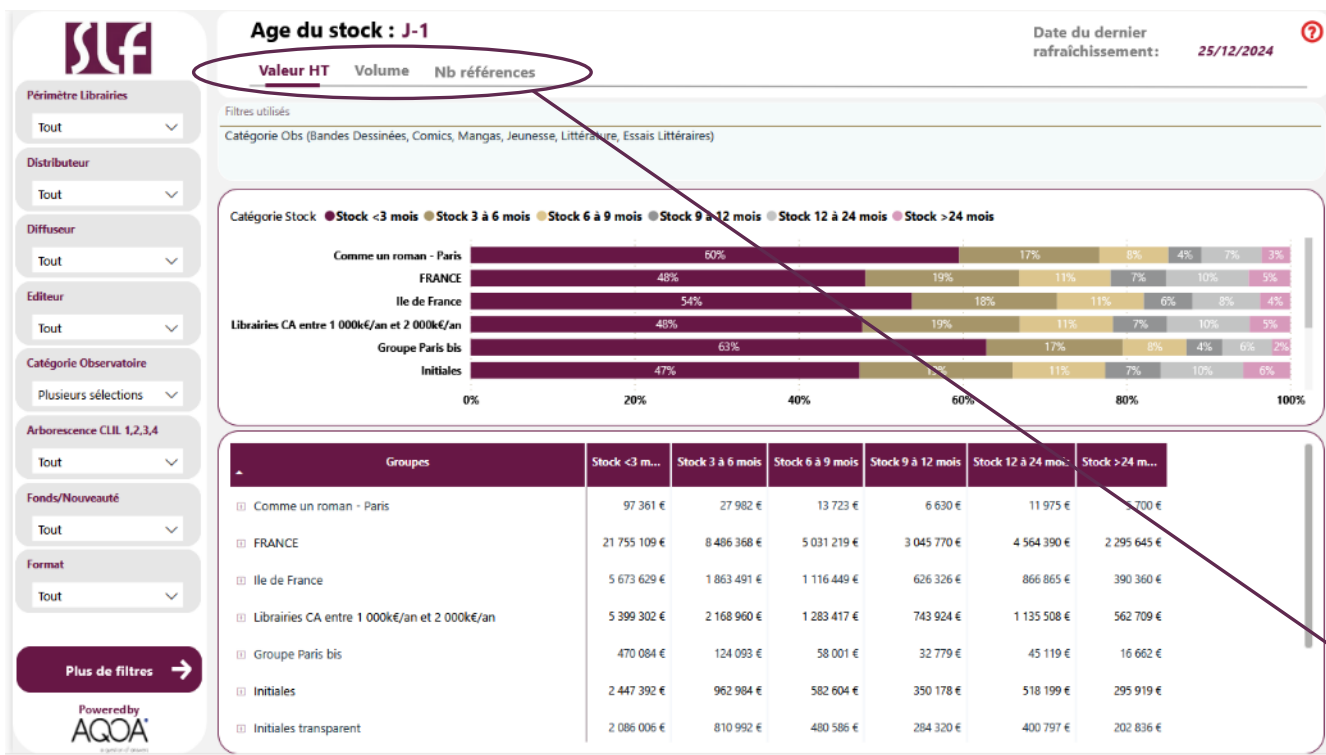 SLF
Age du stock : J-1
Date du dernier
rafraîchissement: 25/12/2024
?
Valeur HT Volume Nb références
Périmètre Librairies
Tout
Distributeur
Tout
Diffuseur
Tout
Editeur
Tout
Catégorie Observatoire
Plusieurs sélections
Arborescence CLIL 1,2,3,4
Tout
Fonds/Nouveauté
Tout
Format
Tout
Plus de filtres
Powered by
AQOA
Filtres utilisés
Catégorie Obs (Bandes Dessinées, Comics, Mangas, Jeunesse, Littérature, Essais Littéraires)
Catégorie Stock Stock <3 mois Stock 3 à 6 mois Stock 6 à 9 mois Stock 9 à 12 mois Stock 12 à 24 mois Stock >24 mois
Comme un roman - Paris 60% 17% 8% 4% 7% 3%
FRANCE 48% 19% 11% 7% 10% 5%
Ile de France 54% 18% 11% 6% 8% 4%
Librairies CA entre 1 000k€/an et 2 000k€/an 48% 19% 11% 7% 10% 5%
Groupe Paris bis 63% 17% 8% 4% 6% 2%
Initiales 47% 11% 7% 10% 6%
0% 20% 40% 60% 80% 100%
Groupes Stock <3 m... Stock 3 à 6 mois Stock 6 à 9 mois Stock 9 à 12 mois Stock 12 à 24 mois Stock >24 m...
Comme un roman - Paris 97 361 € 27 982 € 13 723 € 6 630 € 11 975 € 700 €
FRANCE 21 755 109 € 8 486 368 € 5 031 219 € 3 045 770 € 4 564 390 € 2 295 645 €
Ile de France 5 673 629 € 1 863 491 € 1 116 449 € 626 326 € 866 865 € 390 360 €
Librairies CA entre 1 000k€/an et 2 000k€/an 5 399 302 € 2 168 960 € 1 283 417 € 743 924 € 1 135 508 € 562 709 €
Groupe Paris bis 470 084 € 124 093 € 58 001 € 32 779 € 45 119 € 16 662 €
Initiales 2 447 392 € 962 984 € 582 604 € 350 178 € 518 199 € 295 919 €
Initiales transparent 2 086 006 € 810 992 € 480 586 € 284 320 € 400 797 € 202 836 €